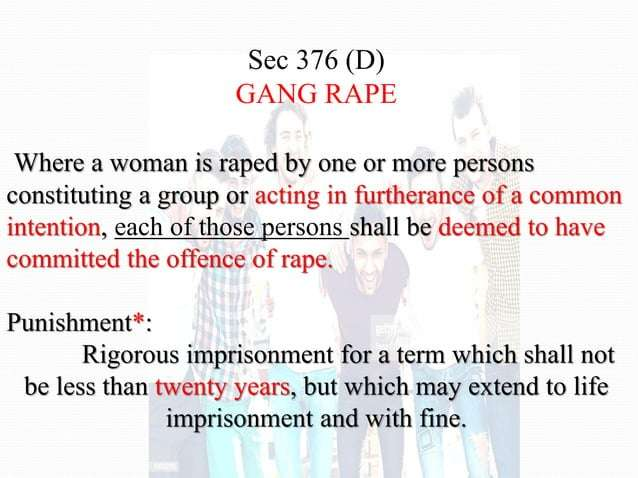 Sec 376 (D)
GANG RAPE
Where a woman is raped by one or more persons
constituting a group or acting in furtherance of a common
intention, each of those persons shall be deemed to have
committed the offence of rape.
Punishment*:
Rigorous imprisonment for a term which shall not
be less than twenty years, but which may extend to life
imprisonment and with fine.